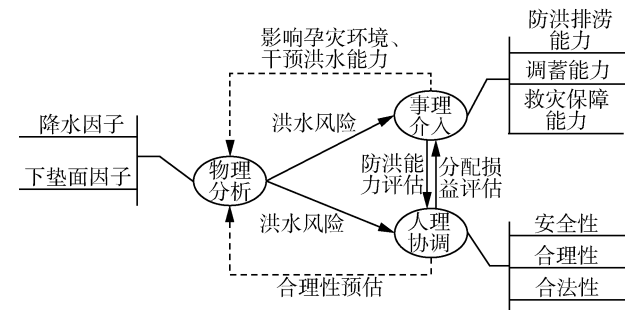 影响孕灾环境、
干预洪水能力
防洪排涝
能力
调蓄能力
救灾保障
能力
事理
介入
洪水风险
降水因子
下垫面因子
物理
分析
防洪能
力评估
分配损
益评估
洪水风险
人理
协调
安全性
合理性
合法性
合理性预估